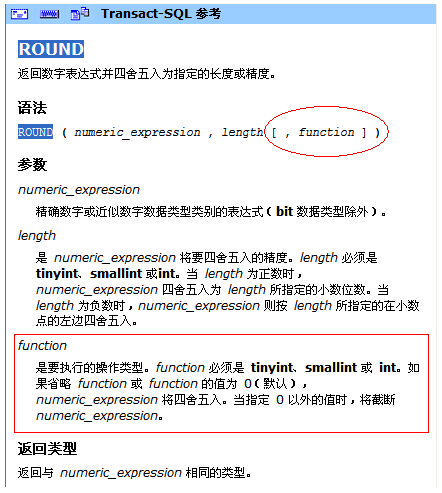 Transact-SQL 参考
ROUND
返回数字表达式并四舍五入为指定的长度或精度。
语法
ROUND ( numeric_expression , length [ , function ] )
参数
numeric_expression
精确数字或近似数字数据类型类别的表达式（bit 数据类型除外）。
length
是 numeric_expression 将要四舍五入的精度。length 必须是
tinyint、smallint 或int。当 length 为正数时，
numeric_expression 四舍五入为 length 所指定的小数位数。当
length 为负数时，numeric_expression 则按 length 所指定的在小数
点的左边四舍五入。
function
是要执行的操作类型。function 必须是 tinyint、smallint 或 int。如
果省略 function 或 function 的值为 0（默认），
numeric_expression 将四舍五入。当指定 0 以外的值时，将截断
numeric_expression。
返回类型
返回与 numeric_expression 相同的类型。